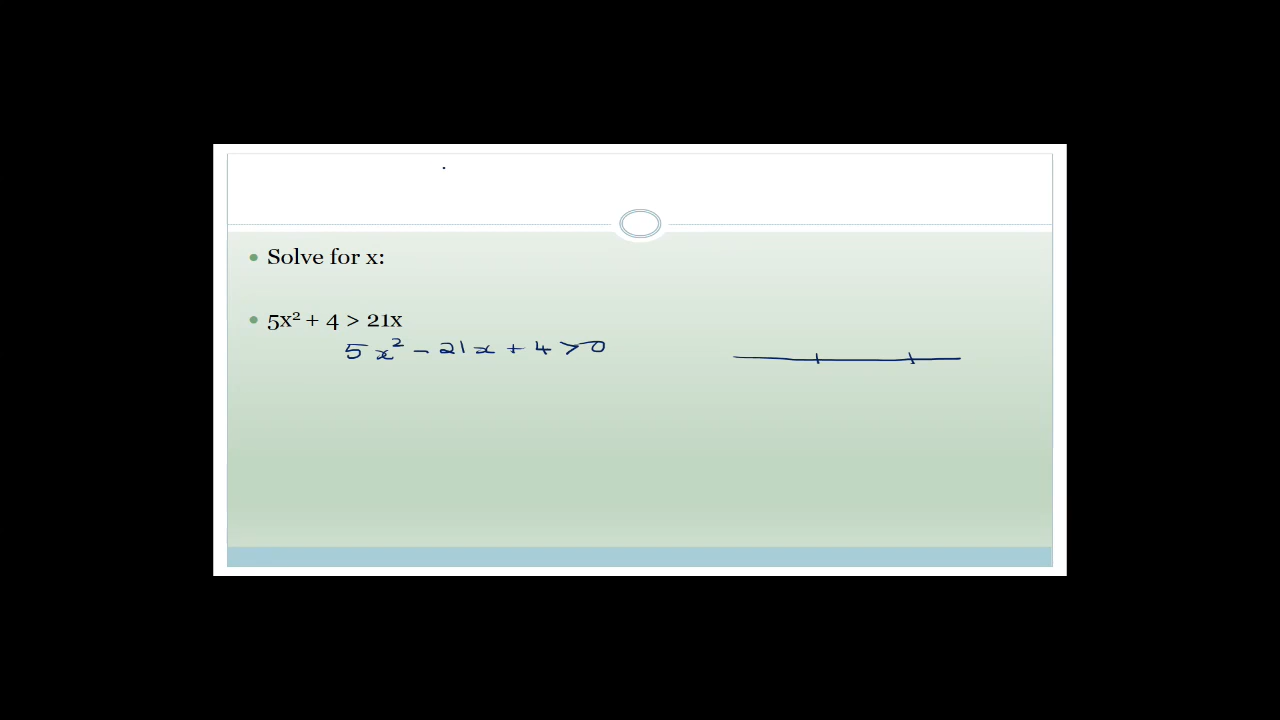 Solve for x:
5x² + 4 > 21x
5x² - 21x + 4 > 0